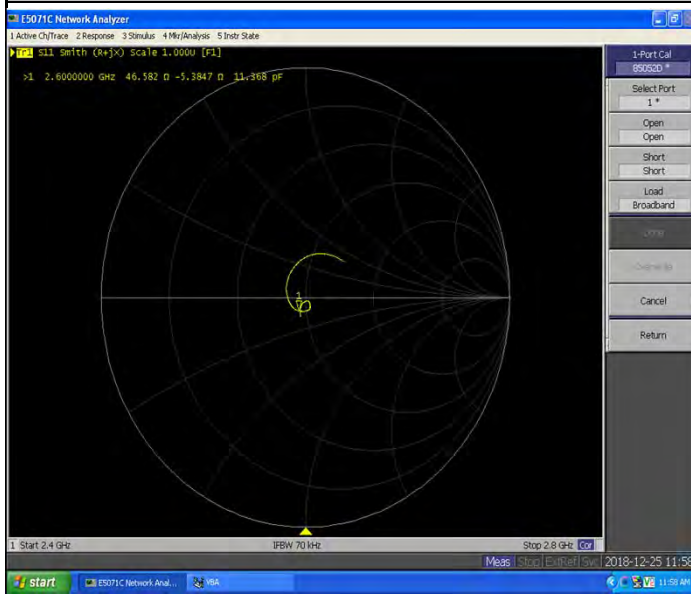 E5071C Network Analyzer
1 Active Ch/Trace 2 Response 3 Stimulus 4 Mkr/Analysis 5 Instr State
Tr1 S11 Smith (R+jX) Scale 1.000U [F1]
>1 2.6000000 GHz 46.582 Ω -5.3847 Ω 11.368 pF
1
1-Port Cal
85052D *
Select Port
1 *
Open
Open
Short
Short
Load
Broadband
Done
Cancel
Return
1 Start 2.4 GHz IFBW 70 kHz Stop 2.8 GHz Cor
Meas Stop ExtRef Svc 2018-12-25 11:58
start E5071C Network Anal... VBA 11:58 AM